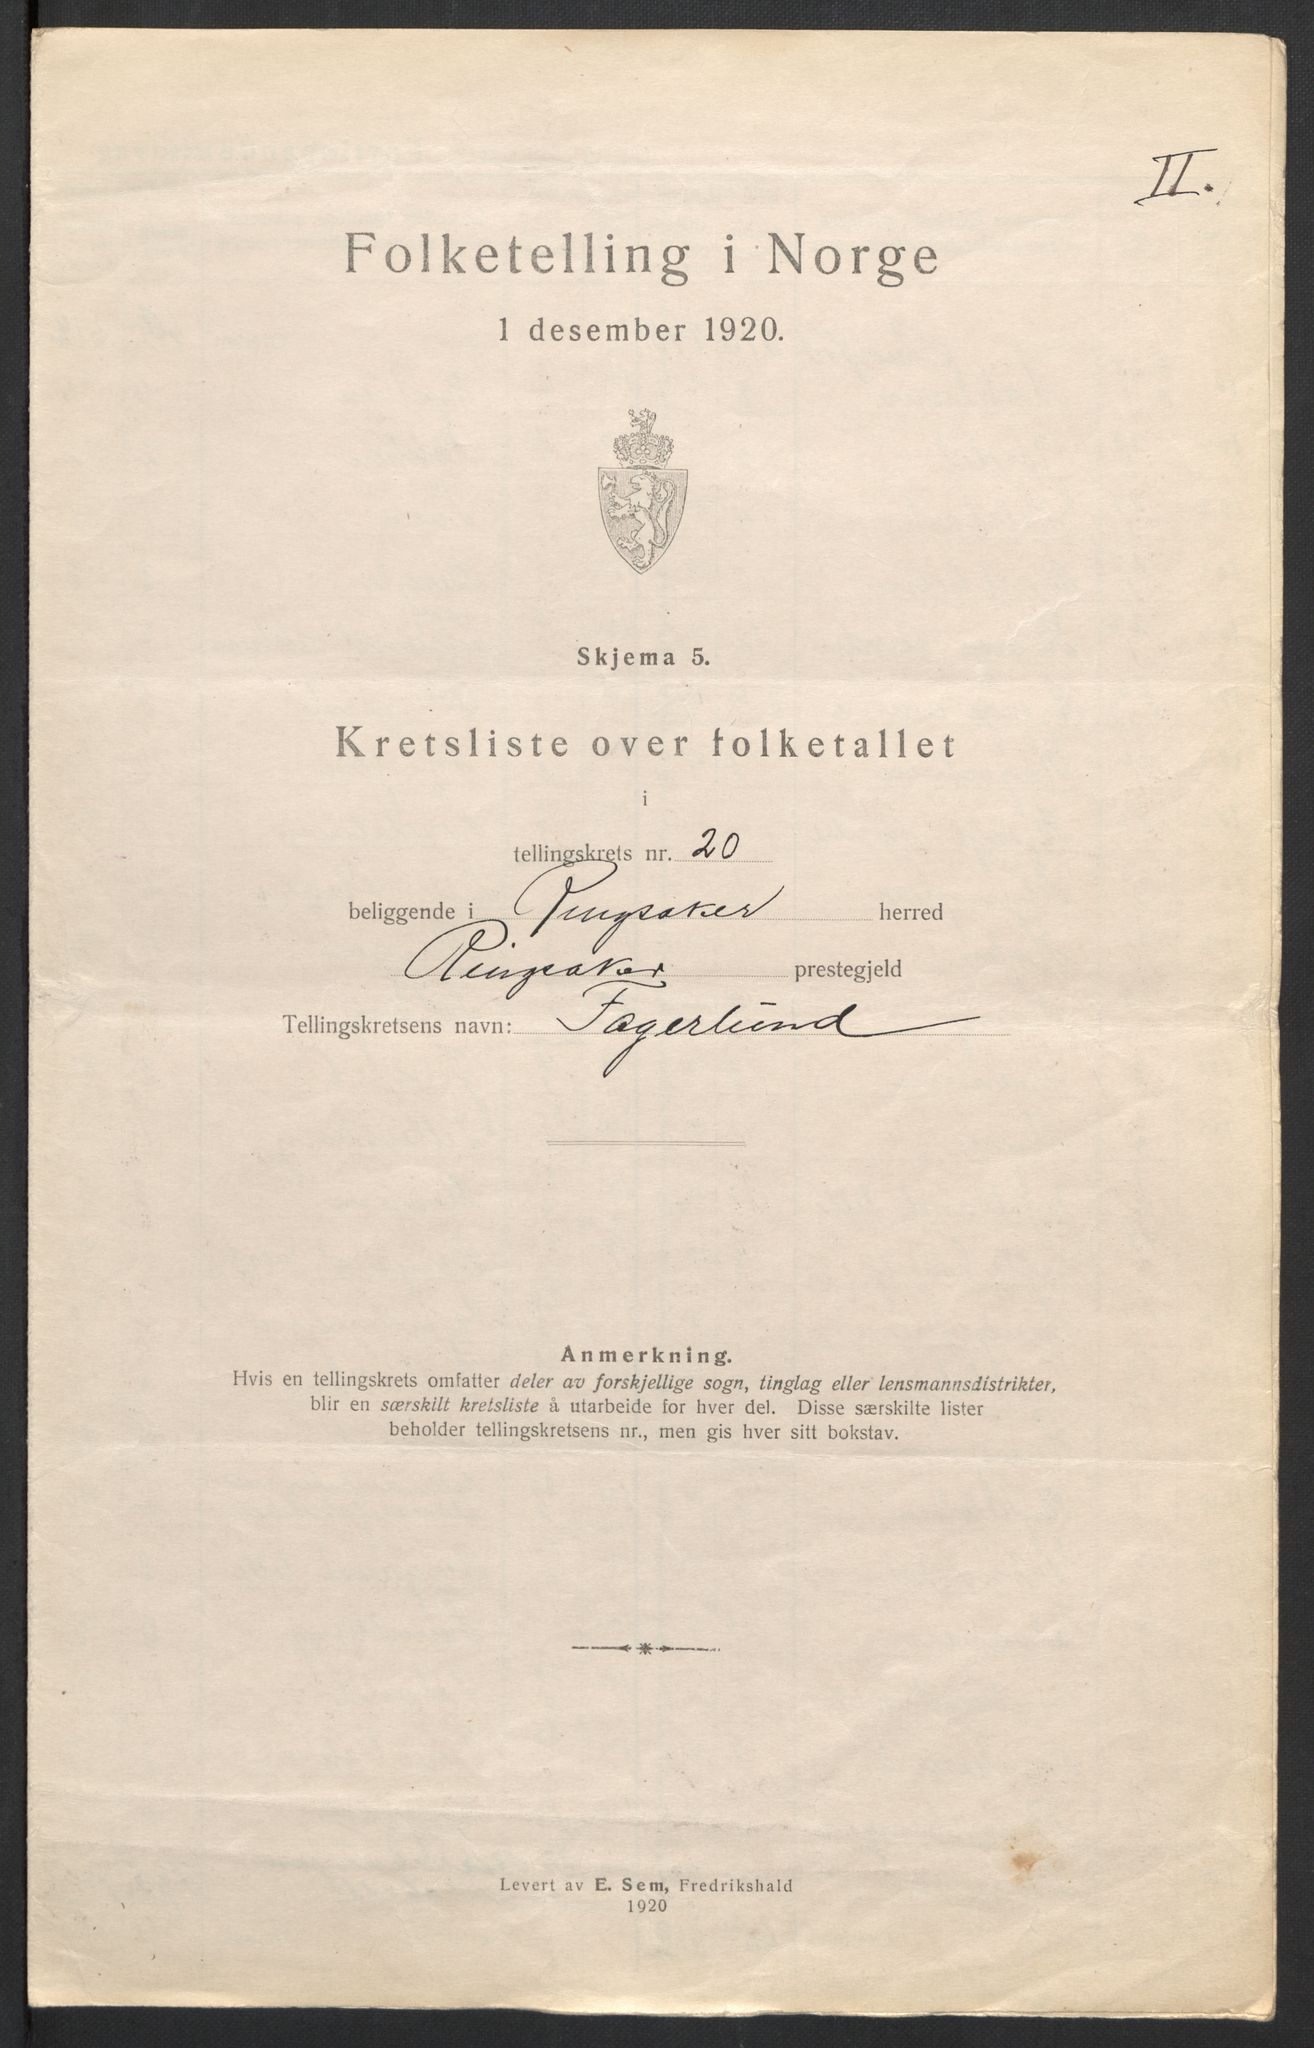 II.
Folketelling i Norge
1 desember 1920.
Skjema 5.
Kretsliste over folketallet
i
tellingskrets nr. 20
beliggende i Ringsaker herred
Ringsaker prestegjeld
Tellingskretsens navn: Fagerlund
Anmerkning.
Hvis en tellingskrets omfatter deler av forskjellige sogn, tinglag eller lensmannsdistrikter,
blir en særskilt kretsliste å utarbeide for hver del. Disse særskilte lister
beholder tellingskretsens nr., men gis hver sitt bokstav.
Levert av E. Sem, Fredrikshald
1920